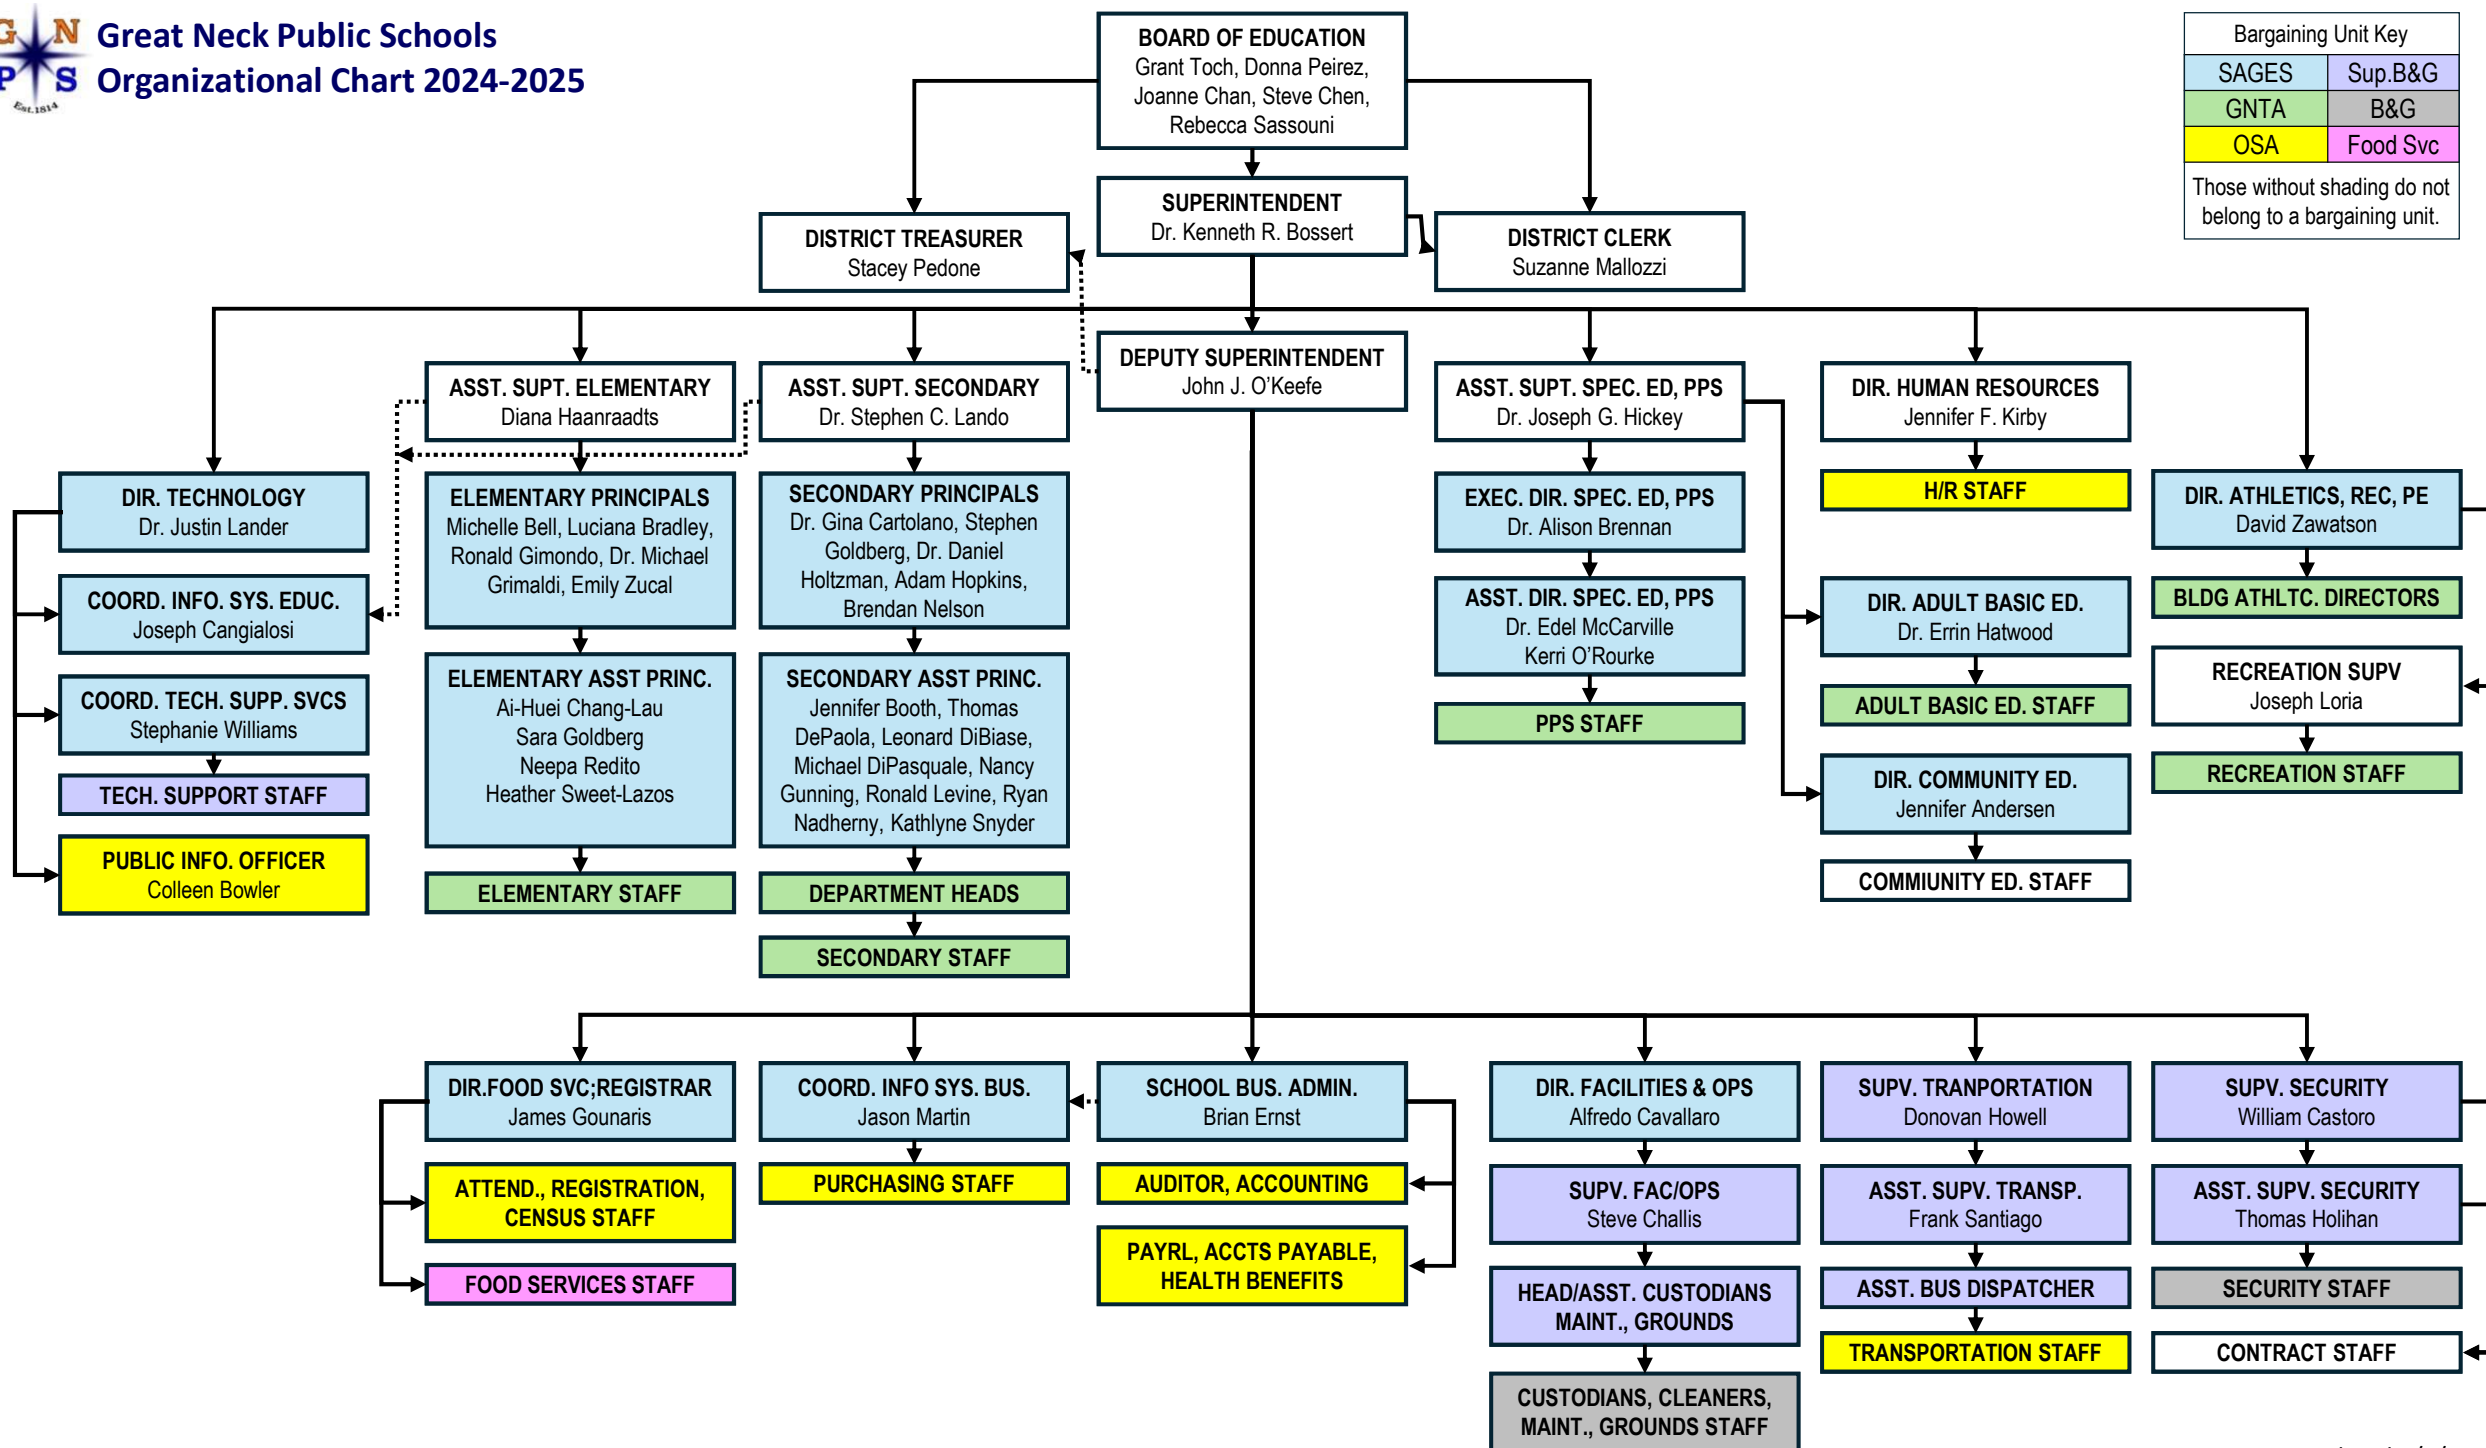 G N
P S
Est.1814
Great Neck Public Schools
Organizational Chart 2024-2025
BOARD OF EDUCATION
Grant Toch, Donna Peirez,
Joanne Chan, Steve Chen,
Rebecca Sassouni
Bargaining Unit Key
SAGES Sup.B&G
GNTA B&G
OSA Food Svc
Those without shading do not
belong to a bargaining unit.
SUPERINTENDENT
Dr. Kenneth R. Bossert
DISTRICT TREASURER
Stacey Pedone
DISTRICT CLERK
Suzanne Mallozzi
DEPUTY SUPERINTENDENT
John J. O’Keefe
ASST. SUPT. ELEMENTARY
Diana Haanraadts
ASST. SUPT. SECONDARY
Dr. Stephen C. Lando
ASST. SUPT. SPEC. ED, PPS
Dr. Joseph G. Hickey
DIR. HUMAN RESOURCES
Jennifer F. Kirby
DIR. TECHNOLOGY
Dr. Justin Lander
COORD. INFO. SYS. EDUC.
Joseph Cangialosi
COORD. TECH. SUPP. SVCS
Stephanie Williams
TECH. SUPPORT STAFF
PUBLIC INFO. OFFICER
Colleen Bowler
ELEMENTARY PRINCIPALS
Michelle Bell, Luciana Bradley,
Ronald Gimondo, Dr. Michael
Grimaldi, Emily Zucal
ELEMENTARY ASST PRINC.
Ai-Huei Chang-Lau
Sara Goldberg
Neepa Redito
Heather Sweet-Lazos
ELEMENTARY STAFF
SECONDARY PRINCIPALS
Dr. Gina Cartolano, Stephen
Goldberg, Dr. Daniel
Holtzman, Adam Hopkins,
Brendan Nelson
SECONDARY ASST PRINC.
Jennifer Booth, Thomas
DePaola, Leonard DiBiase,
Michael DiPasquale, Nancy
Gunning, Ronald Levine, Ryan
Nadherny, Kathlyne Snyder
DEPARTMENT HEADS
SECONDARY STAFF
EXEC. DIR. SPEC. ED, PPS
Dr. Alison Brennan
ASST. DIR. SPEC. ED, PPS
Dr. Edel McCarville
Kerri O’Rourke
PPS STAFF
H/R STAFF
DIR. ADULT BASIC ED.
Dr. Errin Hatwood
ADULT BASIC ED. STAFF
DIR. COMMUNITY ED.
Jennifer Andersen
COMMIUNITY ED. STAFF
DIR. ATHLETICS, REC, PE
David Zawatson
BLDG ATHLTC. DIRECTORS
RECREATION SUPV
Joseph Loria
RECREATION STAFF
DIR.FOOD SVC;REGISTRAR
James Gounaris
ATTEND., REGISTRATION,
CENSUS STAFF
FOOD SERVICES STAFF
COORD. INFO SYS. BUS.
Jason Martin
PURCHASING STAFF
SCHOOL BUS. ADMIN.
Brian Ernst
AUDITOR, ACCOUNTING
PAYRL, ACCTS PAYABLE,
HEALTH BENEFITS
DIR. FACILITIES & OPS
Alfredo Cavallaro
SUPV. FAC/OPS
Steve Challis
HEAD/ASST. CUSTODIANS
MAINT., GROUNDS
CUSTODIANS, CLEANERS,
MAINT., GROUNDS STAFF
SUPV. TRANPORTATION
Donovan Howell
ASST. SUPV. TRANSP.
Frank Santiago
ASST. BUS DISPATCHER
TRANSPORTATION STAFF
SUPV. SECURITY
William Castoro
ASST. SUPV. SECURITY
Thomas Holihan
SECURITY STAFF
CONTRACT STAFF